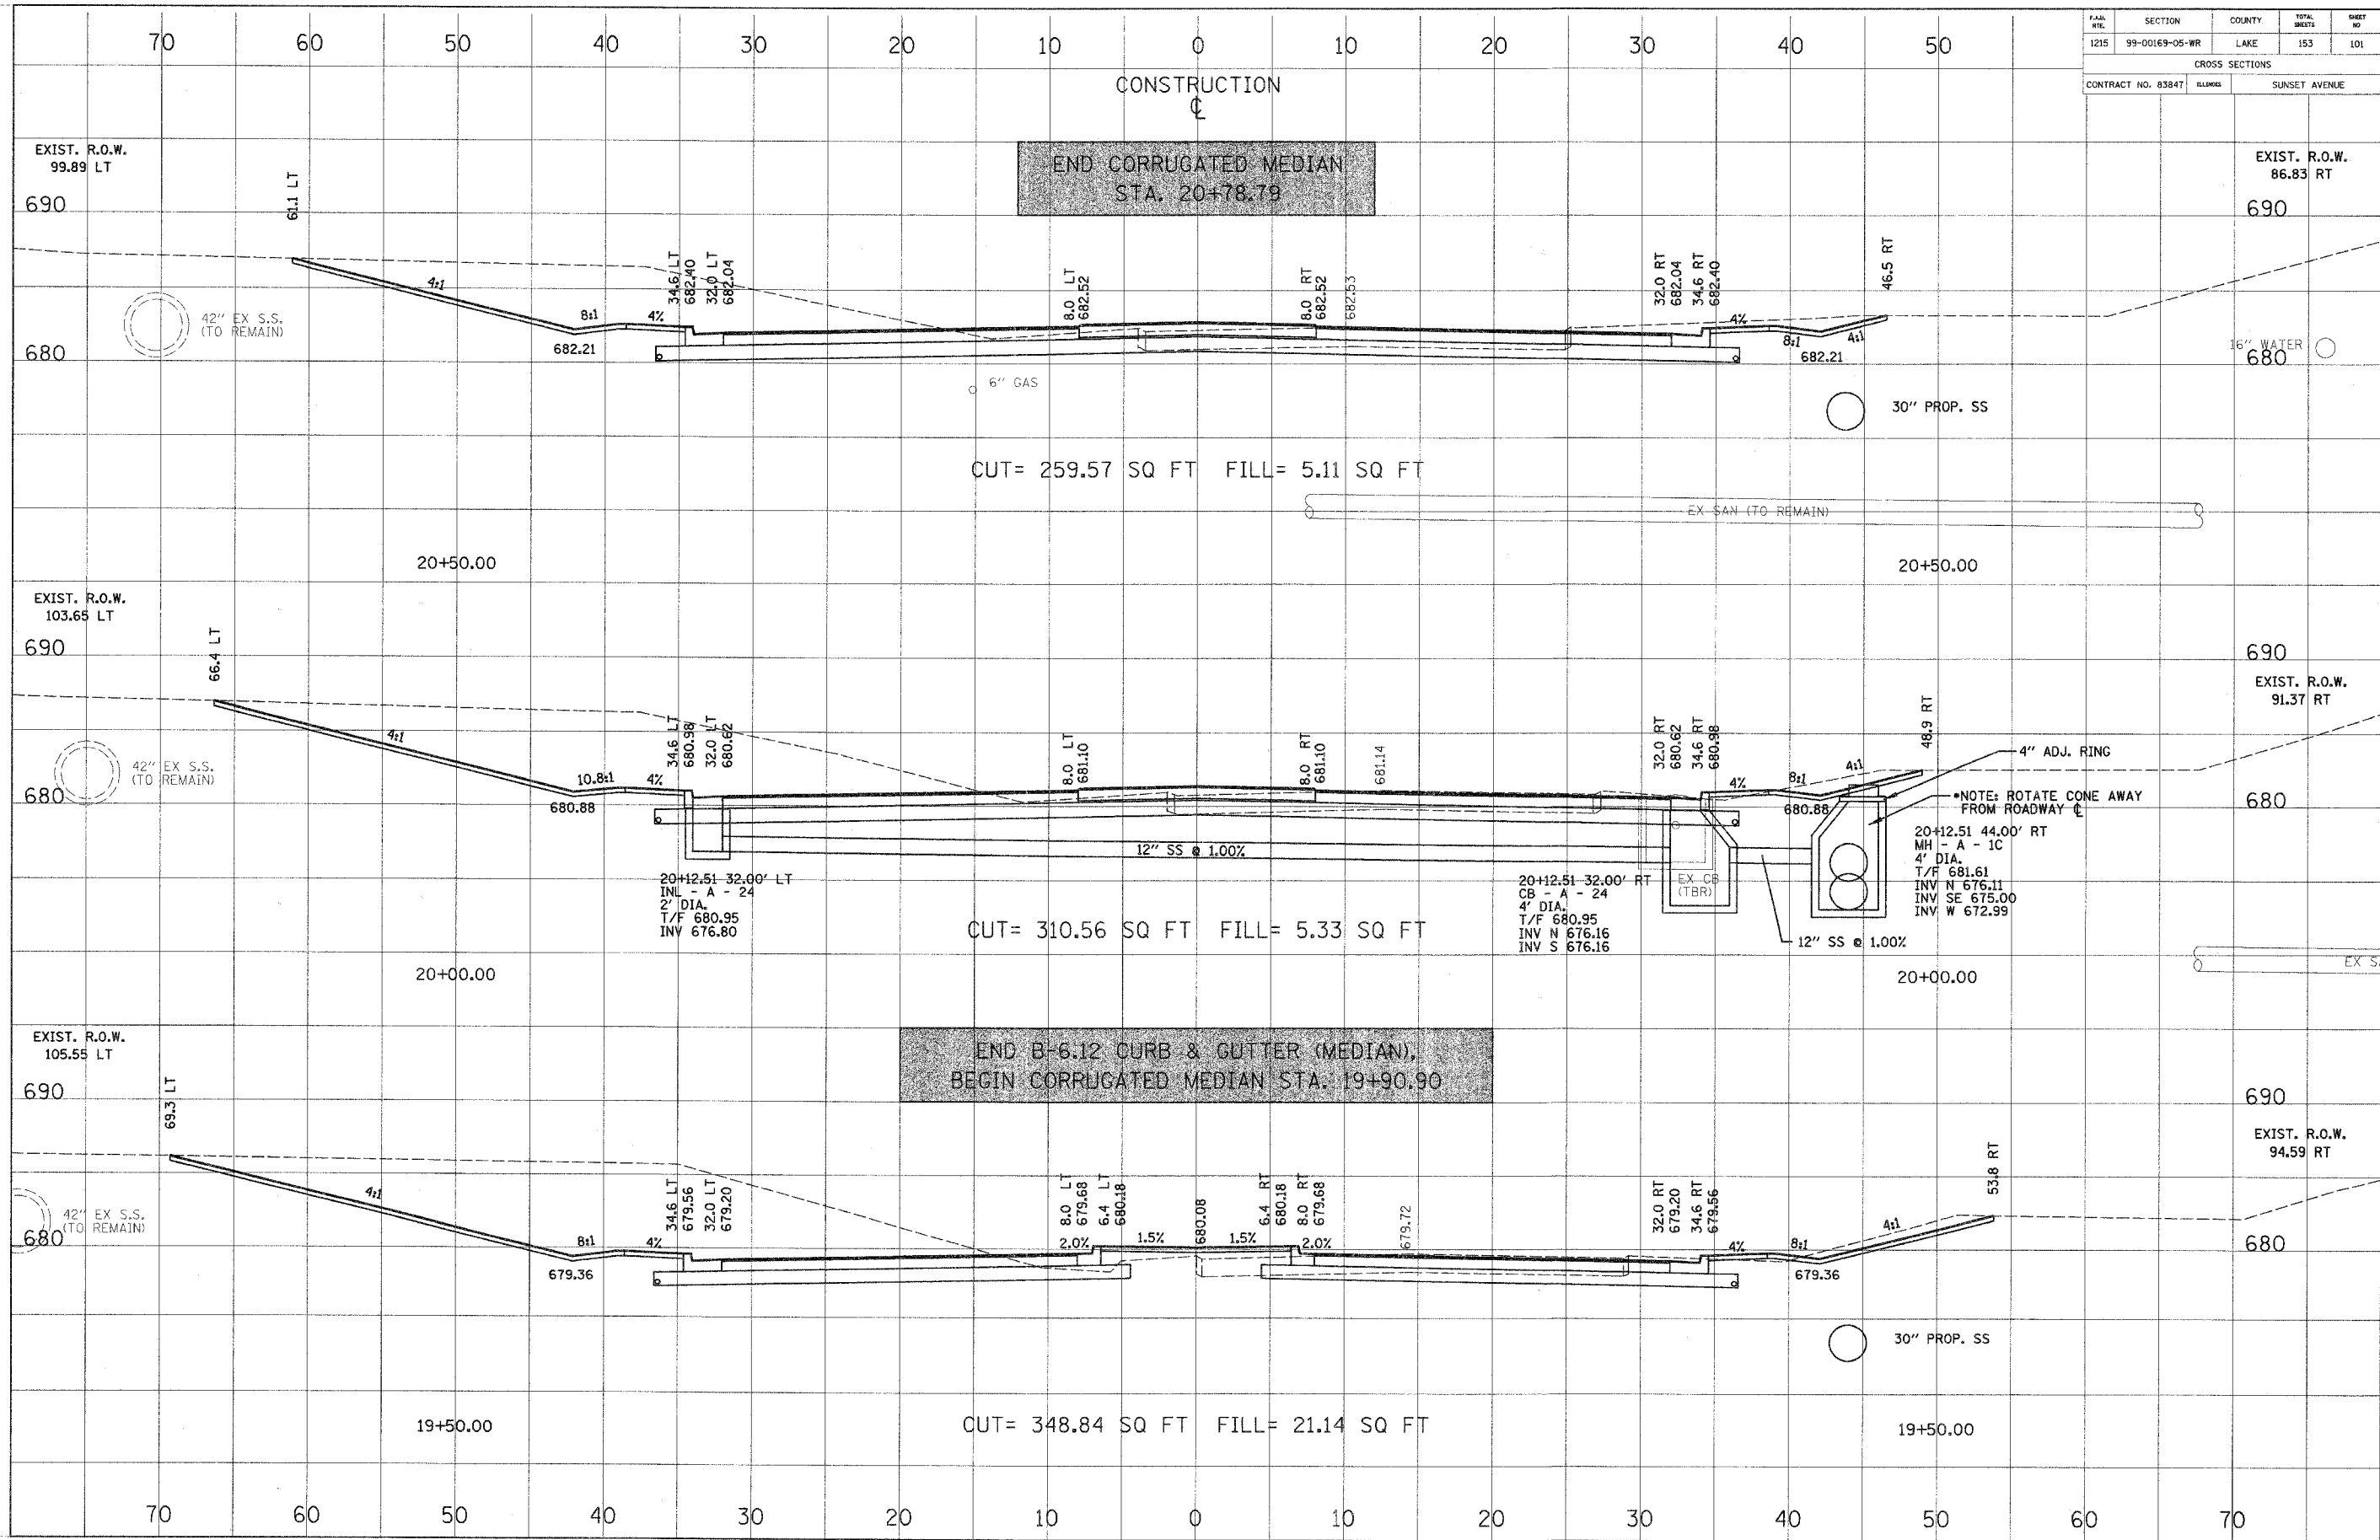 F.A.U. RTE. SECTION COUNTY TOTAL SHEETS SHEET NO
1215 99-00169-05-WR LAKE 153 101
CROSS SECTIONS
CONTRACT NO. 83847 ILLINOIS SUNSET AVENUE
70 60 50 40 30 20 10 0 10 20 30 40 50
CONSTRUCTION
℄
END CORRUGATED MEDIAN
STA. 20+78.79
EXIST. R.O.W.
99.89 LT
EXIST. R.O.W.
86.83 RT
690
690
61.1 LT
34.6 LT
682.40
32.0 LT
682.04
8.0 LT
682.52
8.0 RT
682.52
682.53
32.0 RT
682.04
34.6 RT
682.40
46.5 RT
4:1
8:1
4%
4%
8:1
4:1
42" EX S.S.
(TO REMAIN)
682.21
682.21
680
16" WATER
680
6" GAS
30" PROP. SS
CUT= 259.57 SQ FT FILL= 5.11 SQ FT
EX SAN (TO REMAIN)
20+50.00
20+50.00
EXIST. R.O.W.
103.65 LT
690
690
EXIST. R.O.W.
91.37 RT
66.4 LT
34.6 LT
680.98
32.0 LT
680.62
8.0 LT
681.10
8.0 RT
681.10
681.14
32.0 RT
680.62
34.6 RT
680.98
48.9 RT
4:1
10.8:1
4%
4%
8:1
4:1
4" ADJ. RING
42" EX S.S.
(TO REMAIN)
680
680
680.88
680.88
*NOTE: ROTATE CONE AWAY
FROM ROADWAY ℄
20+12.51 44.00' RT
MH - A - 1C
4' DIA.
T/F 681.61
INV N 676.11
INV SE 675.00
INV W 672.99
12" SS @ 1.00%
20+12.51 32.00' LT
INL - A - 24
2' DIA.
T/F 680.95
INV 676.80
20+12.51 32.00' RT
CB - A - 24
4' DIA.
T/F 680.95
INV N 676.16
INV S 676.16
EX CB
(TBR)
12" SS @ 1.00%
CUT= 310.56 SQ FT FILL= 5.33 SQ FT
EX S.
20+00.00
20+00.00
EXIST. R.O.W.
105.55 LT
END B-6.12 CURB & GUTTER (MEDIAN),
BEGIN CORRUGATED MEDIAN STA. 19+90.90
690
690
EXIST. R.O.W.
94.59 RT
69.3 LT
34.6 LT
679.56
32.0 LT
679.20
8.0 LT
679.68
6.4 LT
680.18
680.08
6.4 RT
680.18
8.0 RT
679.68
679.72
32.0 RT
679.20
34.6 RT
679.56
53.8 RT
4:1
8:1
4%
2.0%
1.5%
1.5%
2.0%
4%
8:1
4:1
42" EX S.S.
(TO REMAIN)
680
680
679.36
679.36
30" PROP. SS
19+50.00
CUT= 348.84 SQ FT FILL= 21.14 SQ FT
19+50.00
70 60 50 40 30 20 10 0 10 20 30 40 50 60 70